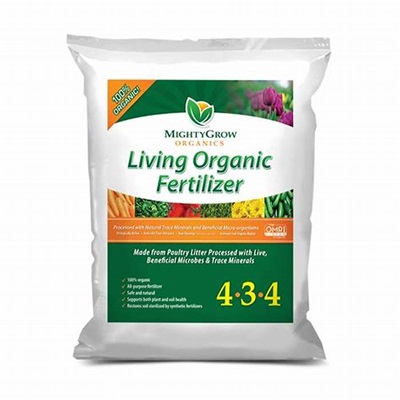 100%
ORGANIC!
MIGHTYGROW
ORGANICS
Living Organic
Fertilizer
Processed with Natural Trace Minerals and Beneficial Micro-organisms
OMRI
Made from Poultry Litter Processed with Live,
Beneficial Microbes & Trace Minerals
✓ 100% organic
✓ All-purpose fertilizer
✓ Safe and natural
✓ Supports both plant and soil health
✓ Restores soil sterilized by synthetic fertilizers
4•3•4